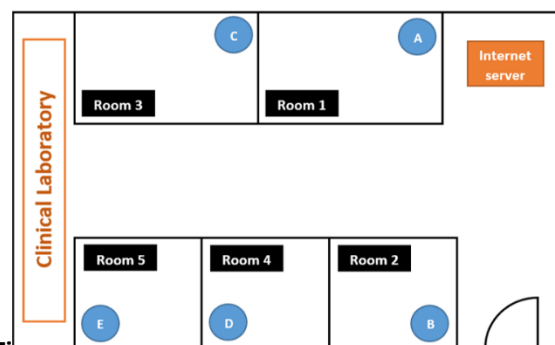 C
A
Internet
server
Room 3
Room 1
Clinical Laboratory
Room 5
Room 4
Room 2
E
D
B